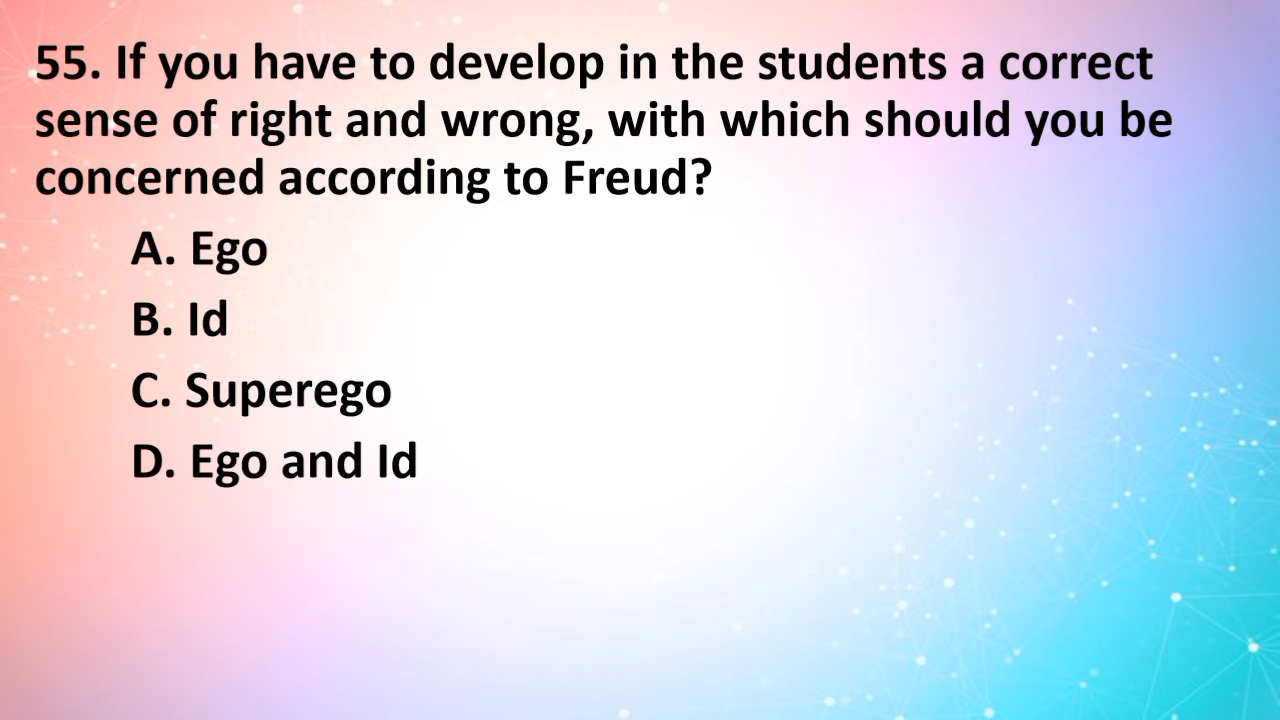 55. If you have to develop in the students a correct
sense of right and wrong, with which should you be
concerned according to Freud?
A. Ego
B. Id
C. Superego
D. Ego and Id